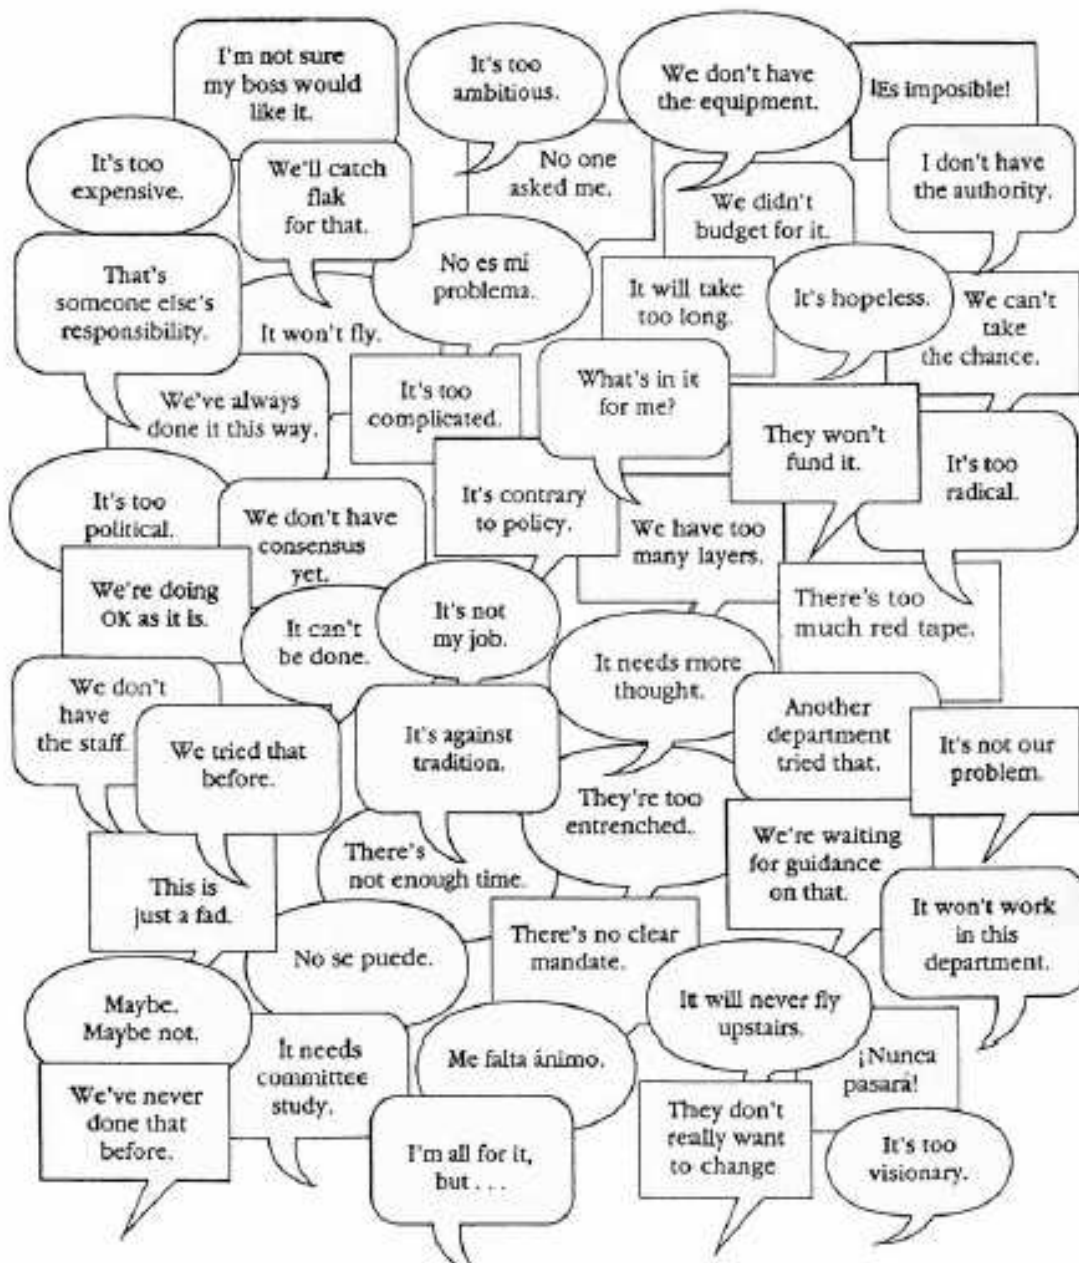 I'm not sure
my boss would
like it.
It's too
ambitious.
We don't have
the equipment.
¡Es imposible!
It's too
expensive.
We'll catch
flak
for that.
No one
asked me.
We didn't
budget for it.
I don't have
the authority.
That's
someone else's
responsibility.
It won't fly.
No es mi
problema.
It will take
too long.
It's hopeless.
We can't
take
the chance.
We've always
done it this way.
It's too
complicated.
What's in it
for me?
They won't
fund it.
It's too
radical.
It's too
political.
We don't have
consensus
yet.
It's contrary
to policy.
We have too
many layers.
We're doing
OK as it is.
It can't
be done.
It's not
my job.
It needs more
thought.
There's too
much red tape.
We don't
have
the staff.
We tried that
before.
It's against
tradition.
They're too
entrenched.
Another
department
tried that.
It's not our
problem.
This is
just a fad.
There's
not enough time.
We're waiting
for guidance
on that.
It won't work
in this
department.
No se puede.
There's no clear
mandate.
Maybe.
Maybe not.
It needs
committee
study.
Me falta ánimo.
It will never fly
upstairs.
¡Nunca
pasará!
We've never
done that
before.
I'm all for it,
but . . .
They don't
really want
to change
It's too
visionary.